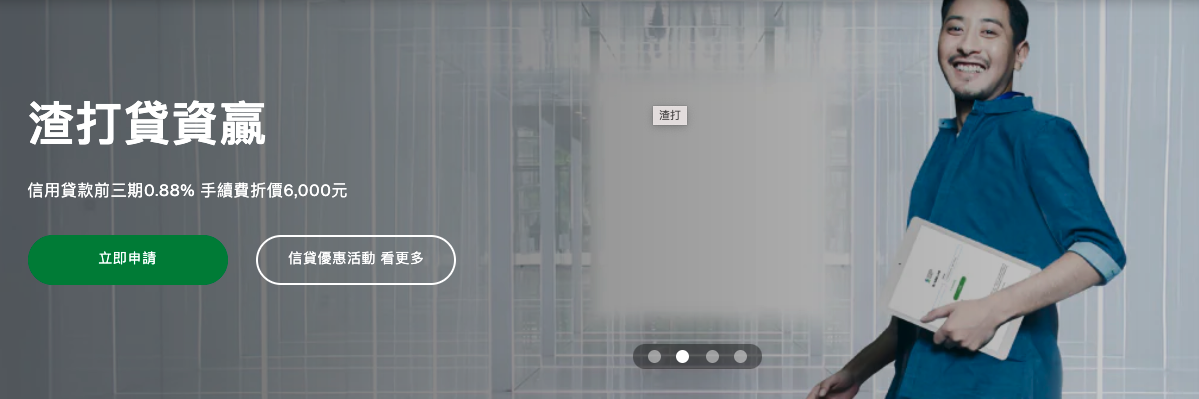 渣打貸資贏
渣打
信用貸款前三期0.88% 手續費折價6,000元
立即申請
信貸優惠活動 看更多